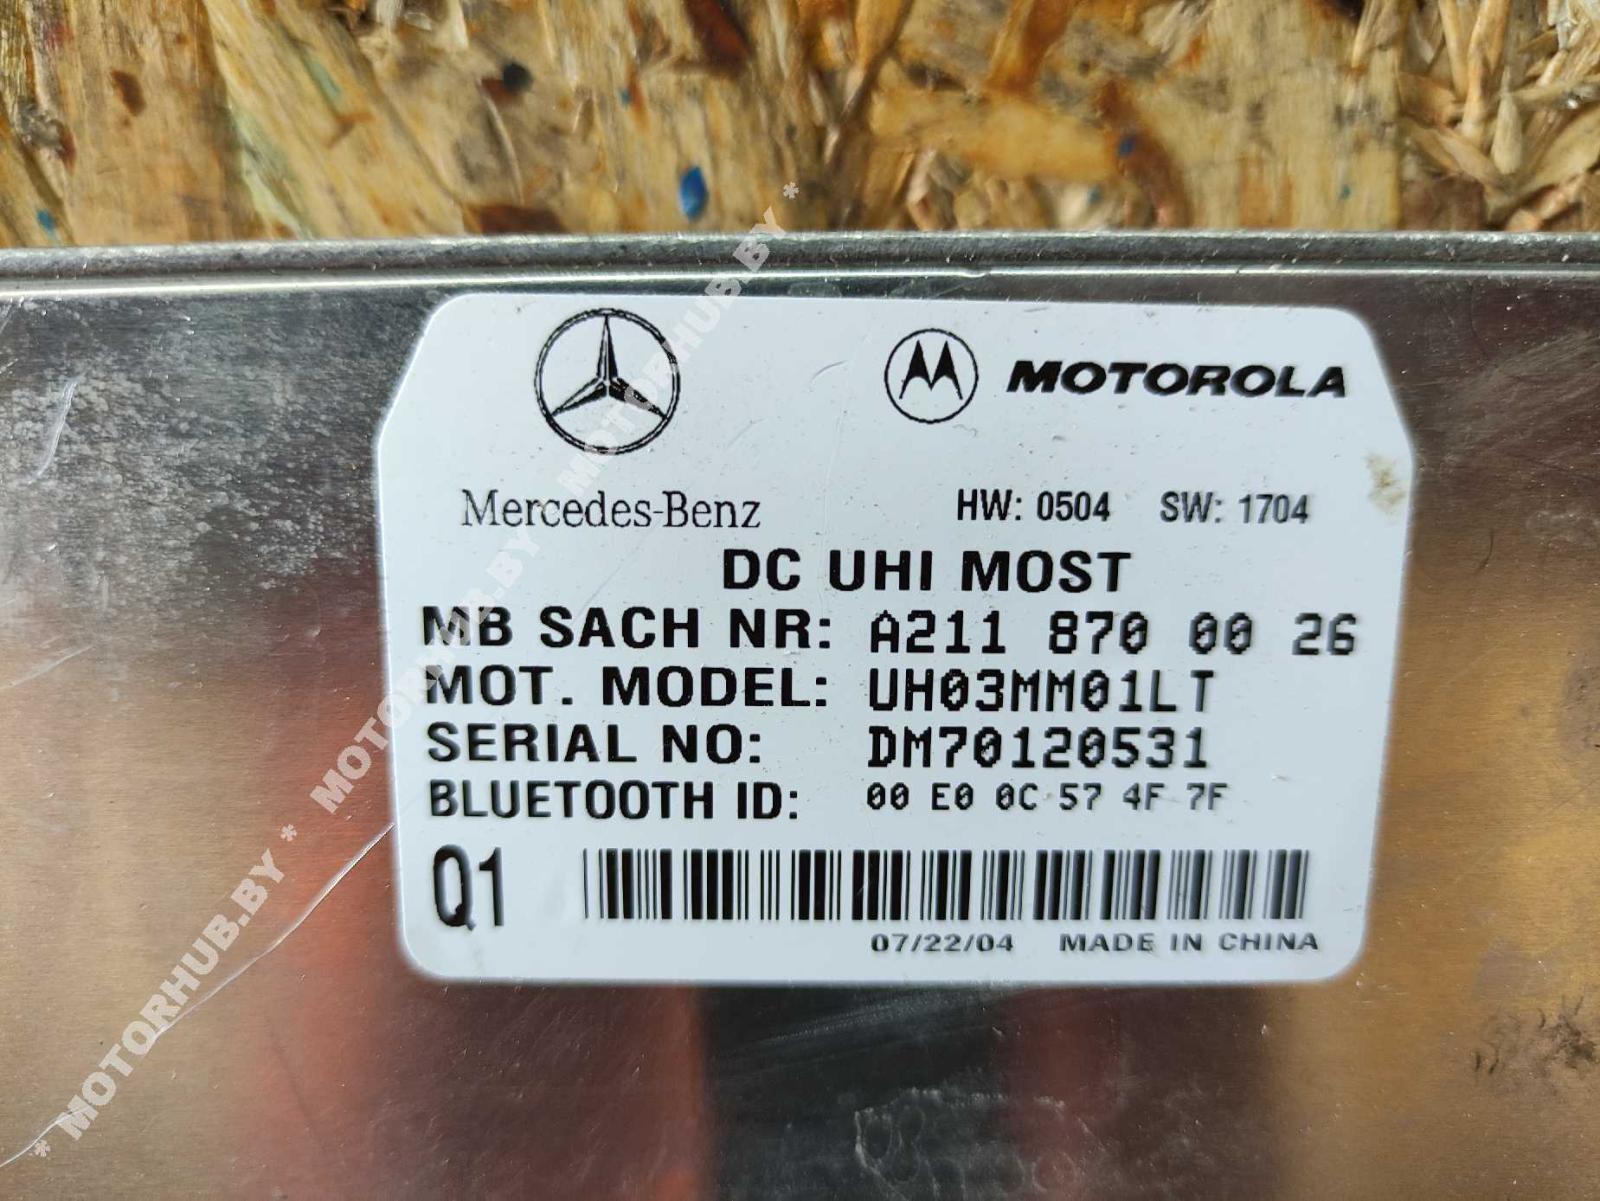 MOTOROLA
Mercedes-Benz
HW: 0504 SW: 1704
DC UHI MOST
MB SACH NR: A211 870 00 26
MOT. MODEL: UH03MM01LT
SERIAL NO: DM70120531
BLUETOOTH ID: 00 E0 0C 57 4F 7F
Q1
07/22/04 MADE IN CHINA
* MOTORHUB.BY * MOTORHUB.BY * MOTORHUB.BY *